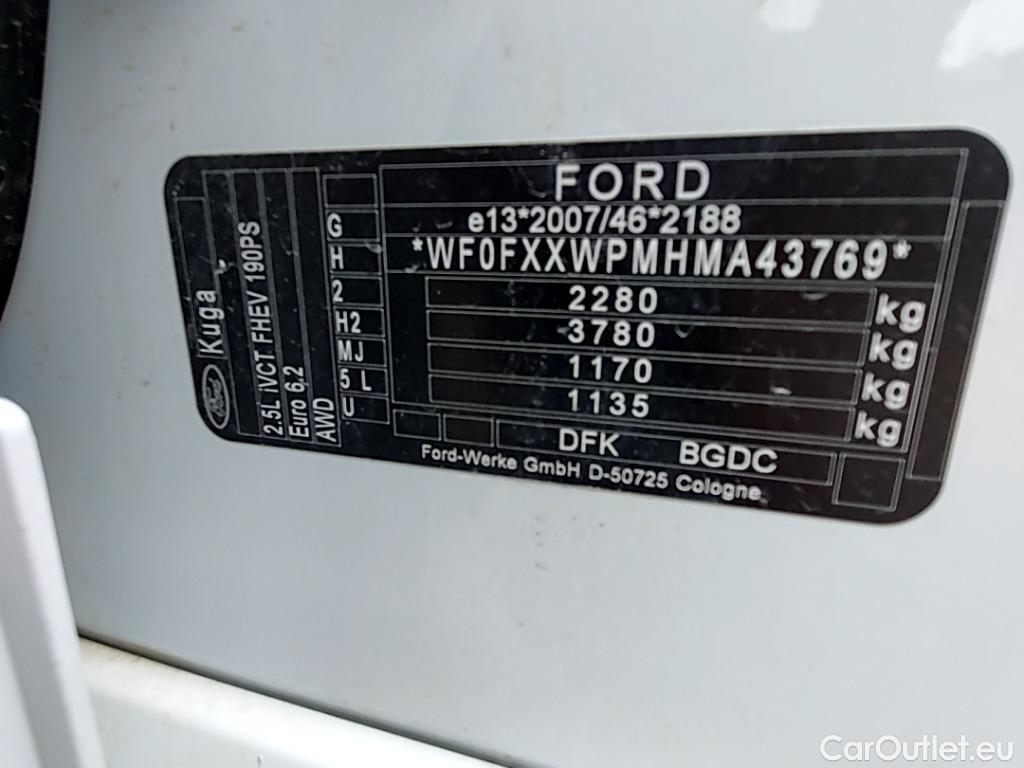 FORD
e13*2007/46*2188
*WF0FXXWPMHMA43769*
2280 kg
3780 kg
1170 kg
1135 kg
DFK BGDC
Ford-Werke GmbH D-50725 Cologne
G
H
2
H2
MJ
5 L
U
Ford
Kuga
2.5L iVCT FHEV 190PS
Euro 6.2
AWD
CarOutlet.eu